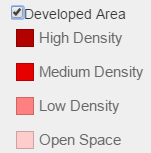 Developed Area
High Density
Medium Density
Low Density
Open Space